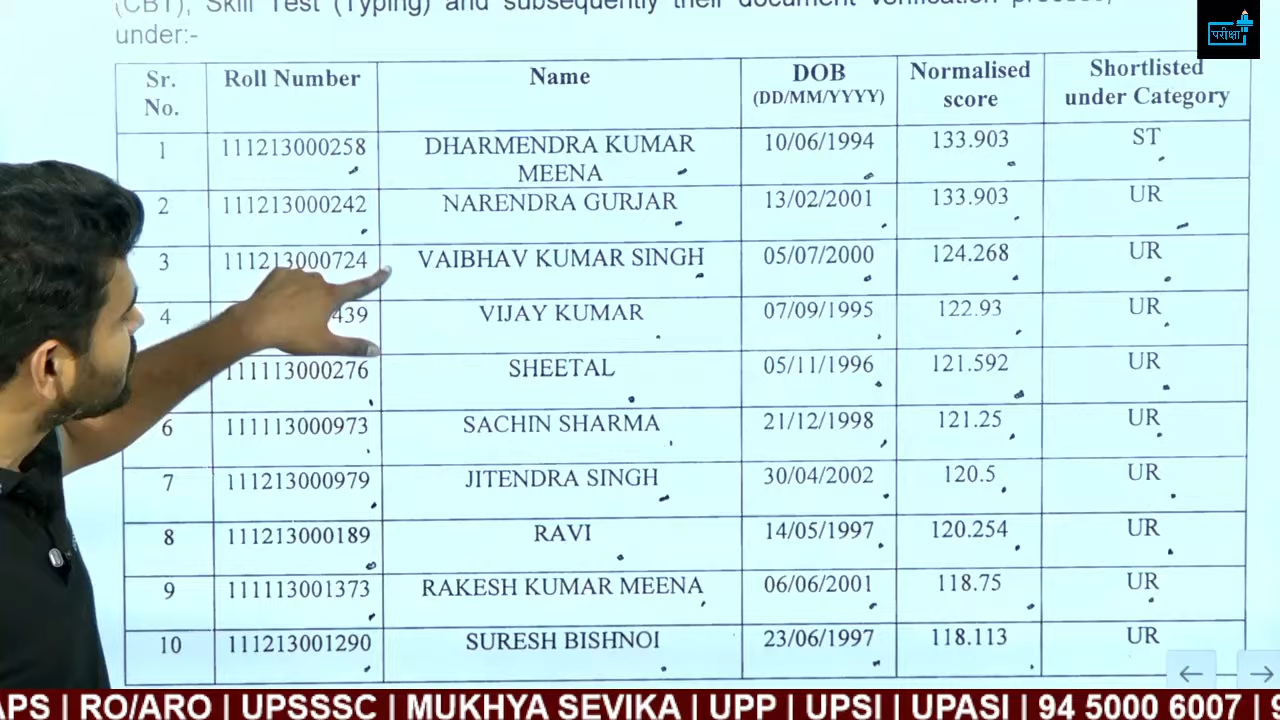 (CBT), Skill Test (Typing) and subsequently their document verification process,
under:-
परीक्षा
Sr. No. Roll Number Name DOB (DD/MM/YYYY) Normalised score Shortlisted under Category
1 111213000258 DHARMENDRA KUMAR MEENA 10/06/1994 133.903 ST
2 111213000242 NARENDRA GURJAR 13/02/2001 133.903 UR
3 111213000724 VAIBHAV KUMAR SINGH 05/07/2000 124.268 UR
4 439 VIJAY KUMAR 07/09/1995 122.93 UR
111113000276 SHEETAL 05/11/1996 121.592 UR
6 111113000973 SACHIN SHARMA 21/12/1998 121.25 UR
7 111213000979 JITENDRA SINGH 30/04/2002 120.5 UR
8 111213000189 RAVI 14/05/1997 120.254 UR
9 111113001373 RAKESH KUMAR MEENA 06/06/2001 118.75 UR
10 111213001290 SURESH BISHNOI 23/06/1997 118.113 UR
APS | RO/ARO | UPSSSC | MUKHYA SEVIKA | UPP | UPSI | UPASI | 94 5000 6007 | S